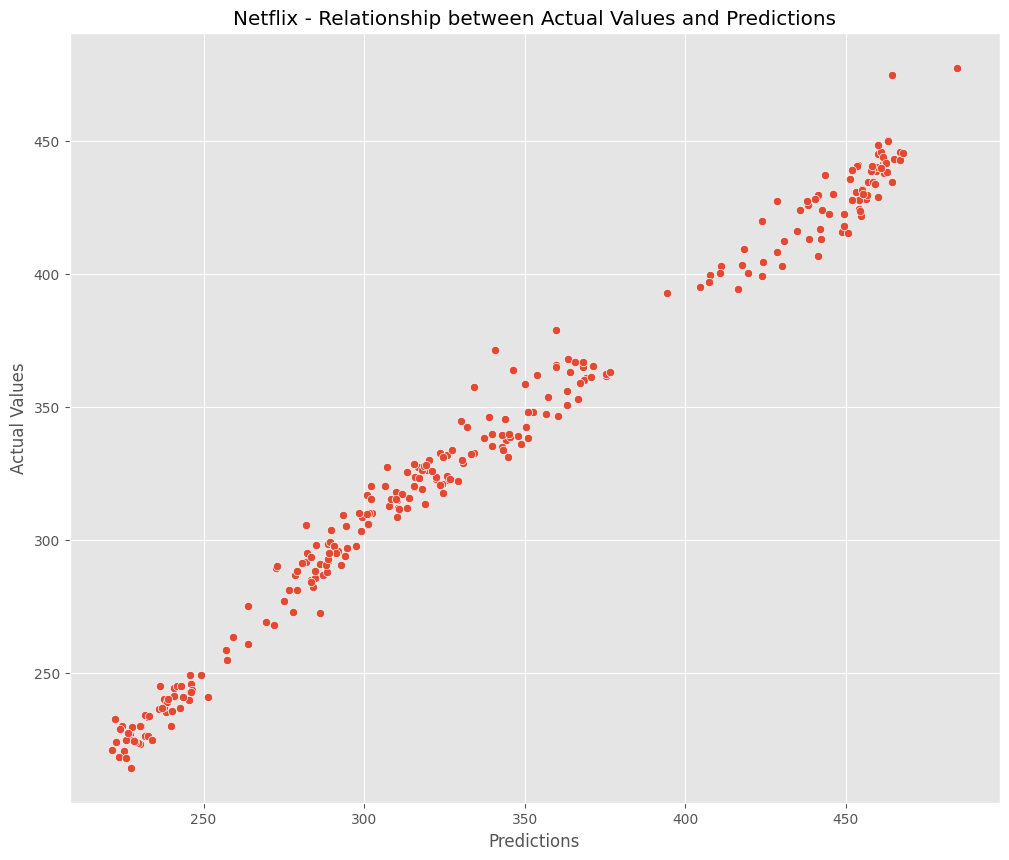 Netflix - Relationship between Actual Values and Predictions
450
400
350
300
250
Actual Values
250 300 350 400 450
Predictions